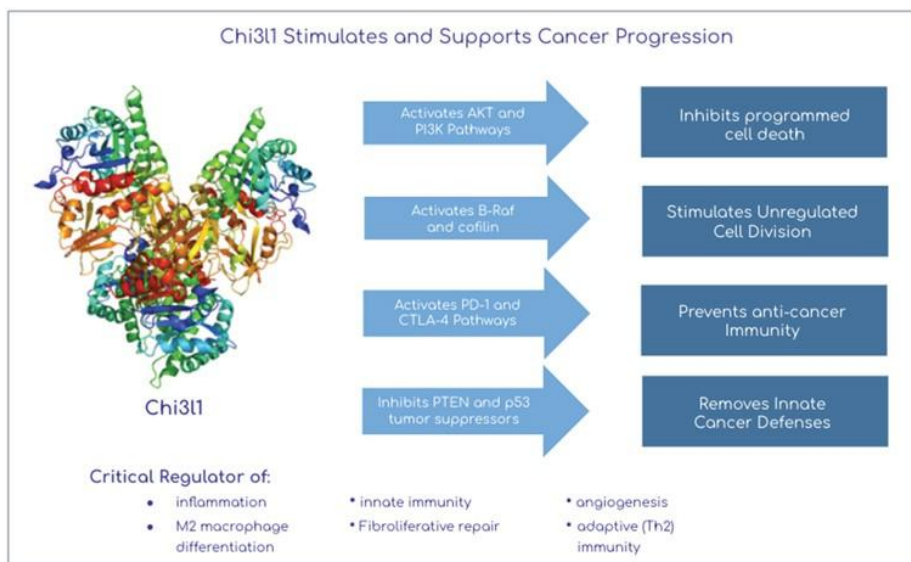 Chi3l1 Stimulates and Supports Cancer Progression
Activates AKT and
PI3K Pathways
Inhibits programmed
cell death
Activates B-Raf
and cofilin
Stimulates Unregulated
Cell Division
Activates PD-1 and
CTLA-4 Pathways
Prevents anti-cancer
Immunity
Chi3l1
Inhibits PTEN and p53
tumor suppressors
Removes Innate
Cancer Defenses
Critical Regulator of:
• inflammation
• M2 macrophage
differentiation
• innate immunity
• Fibroliferative repair
• angiogenesis
• adaptive (Th2)
immunity